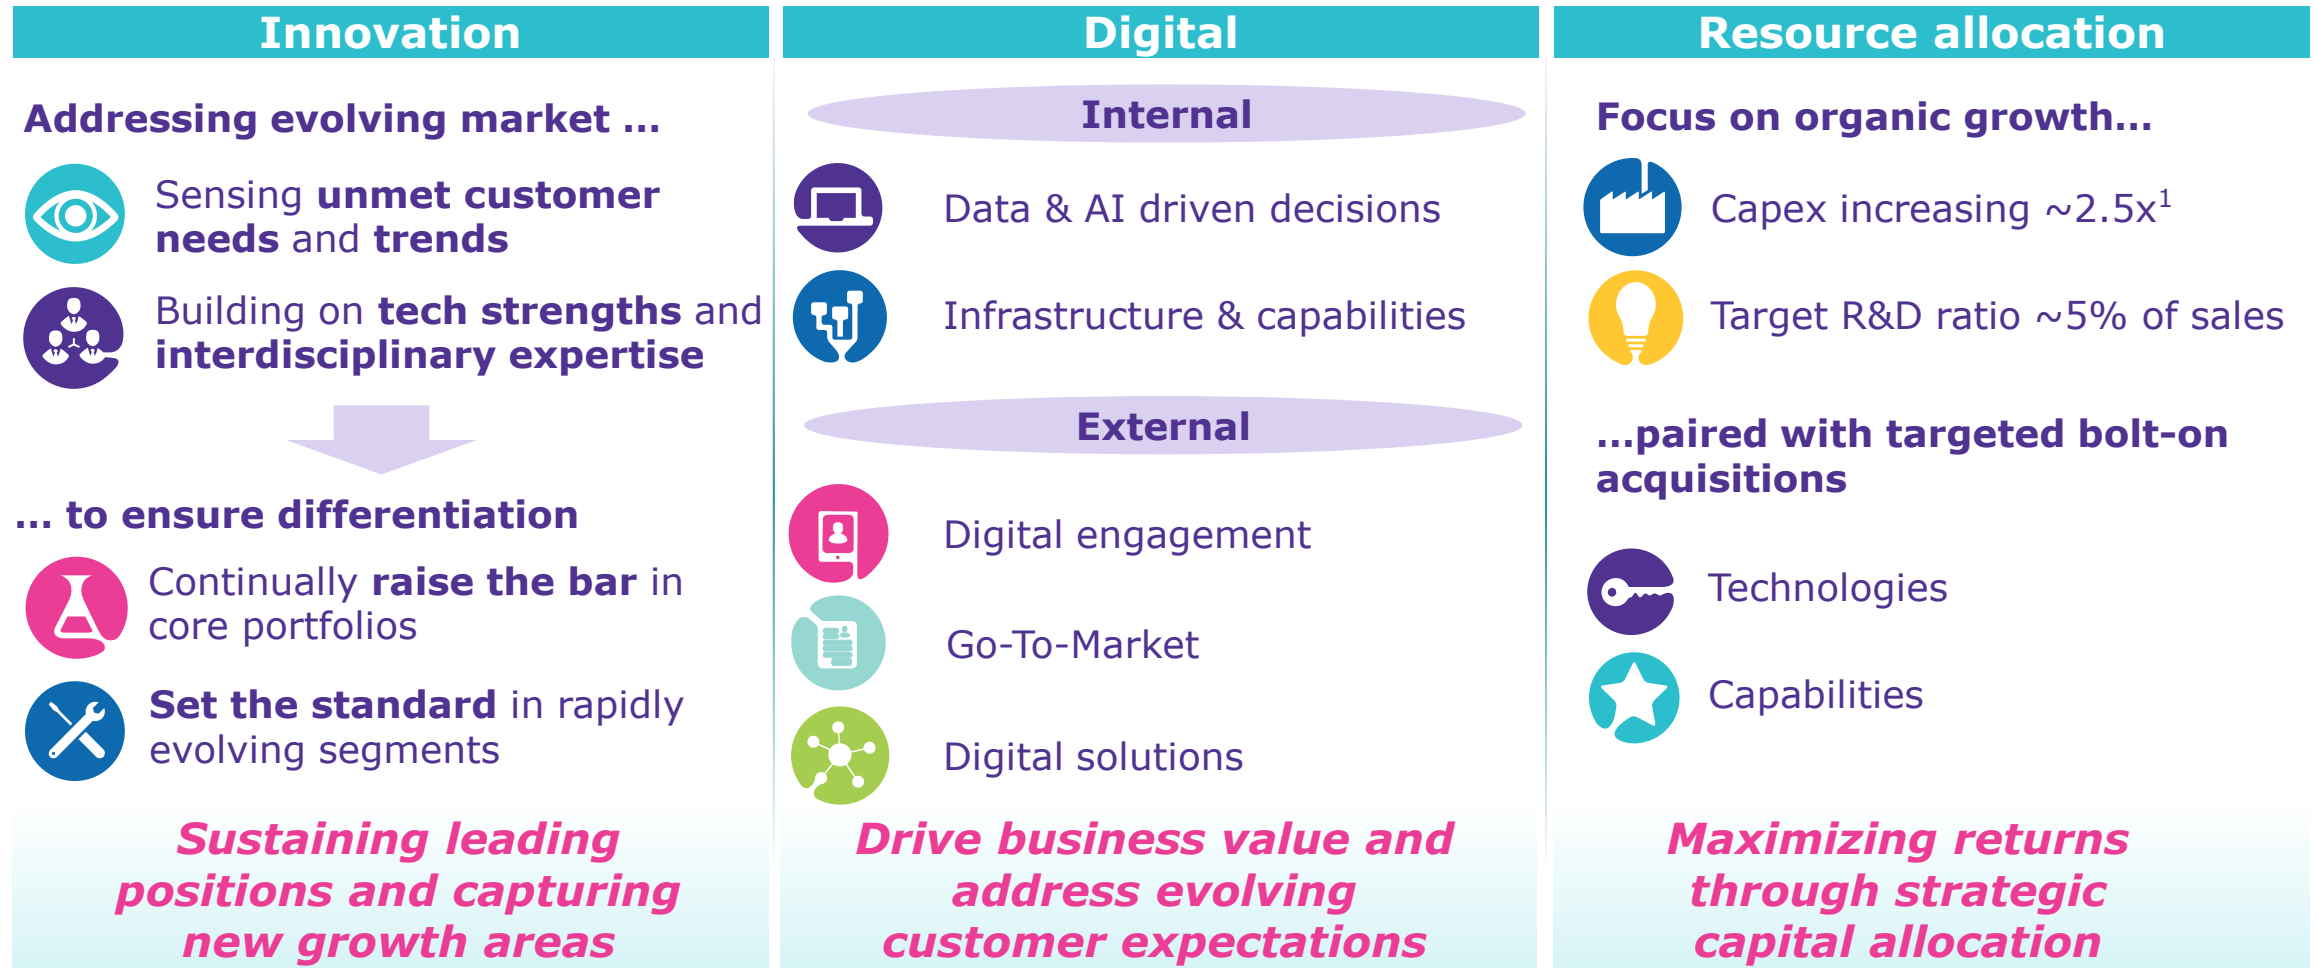 Innovation
Addressing evolving market ...
Sensing unmet customer
needs and trends
Building on tech strengths and
interdisciplinary expertise
... to ensure differentiation
Continually raise the bar in
core portfolios
Set the standard in rapidly
evolving segments
Sustaining leading
positions and capturing
new growth areas
Digital
Internal
Data & AI driven decisions
Infrastructure & capabilities
External
Digital engagement
Go-To-Market
Digital solutions
Drive business value and
address evolving
customer expectations
Resource allocation
Focus on organic growth...
Capex increasing ~2.5x¹
Target R&D ratio ~5% of sales
...paired with targeted bolt-on
acquisitions
Technologies
Capabilities
Maximizing returns
through strategic
capital allocation